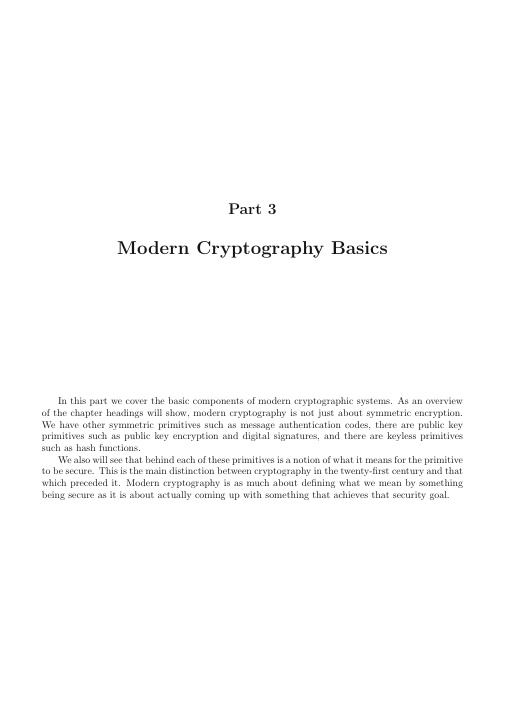 Part 3
Modern Cryptography Basics
In this part we cover the basic components of modern cryptographic systems. As an overview
of the chapter headings will show, modern cryptography is not just about symmetric encryption.
We have other symmetric primitives such as message authentication codes, there are public key
primitives such as public key encryption and digital signatures, and there are keyless primitives
such as hash functions.
We also will see that behind each of these primitives is a notion of what it means for the primitive
to be secure. This is the main distinction between cryptography in the twenty-first century and that
which preceded it. Modern cryptography is as much about defining what we mean by something
being secure as it is about actually coming up with something that achieves that security goal.